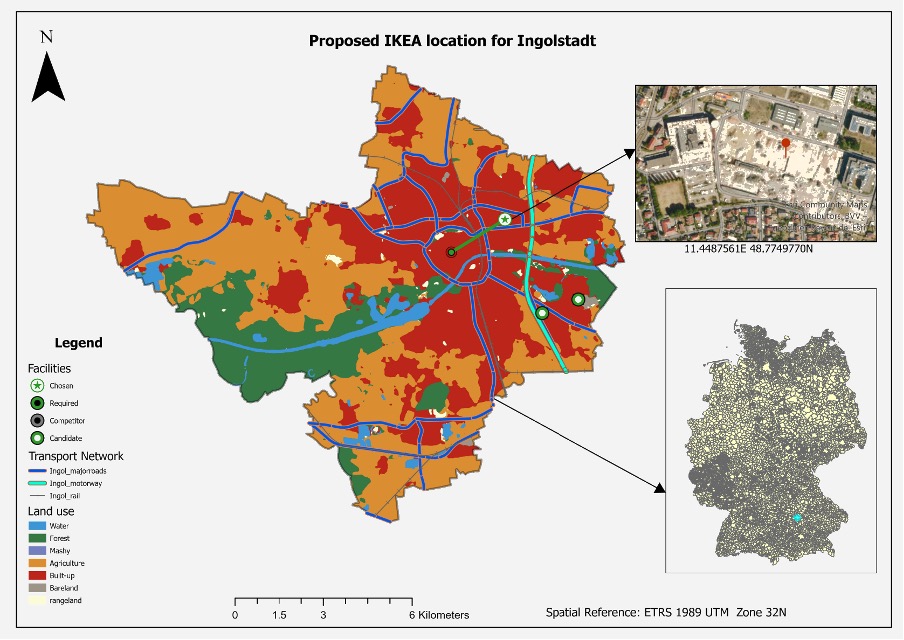 Proposed IKEA location for Ingolstadt
N
Esri Community Maps
contributors, BVV –
11.4487561E 48.7749770N
Legend
Facilities
Chosen
Required
Competitor
Candidate
Transport Network
Ingol_majorroads
Ingol_motorway
Ingol_rail
Land use
Water
Forest
Mashy
Agriculture
Built-up
Bareland
rangeland
0 1.5 3 6 Kilometers
Spatial Reference: ETRS 1989 UTM Zone 32N